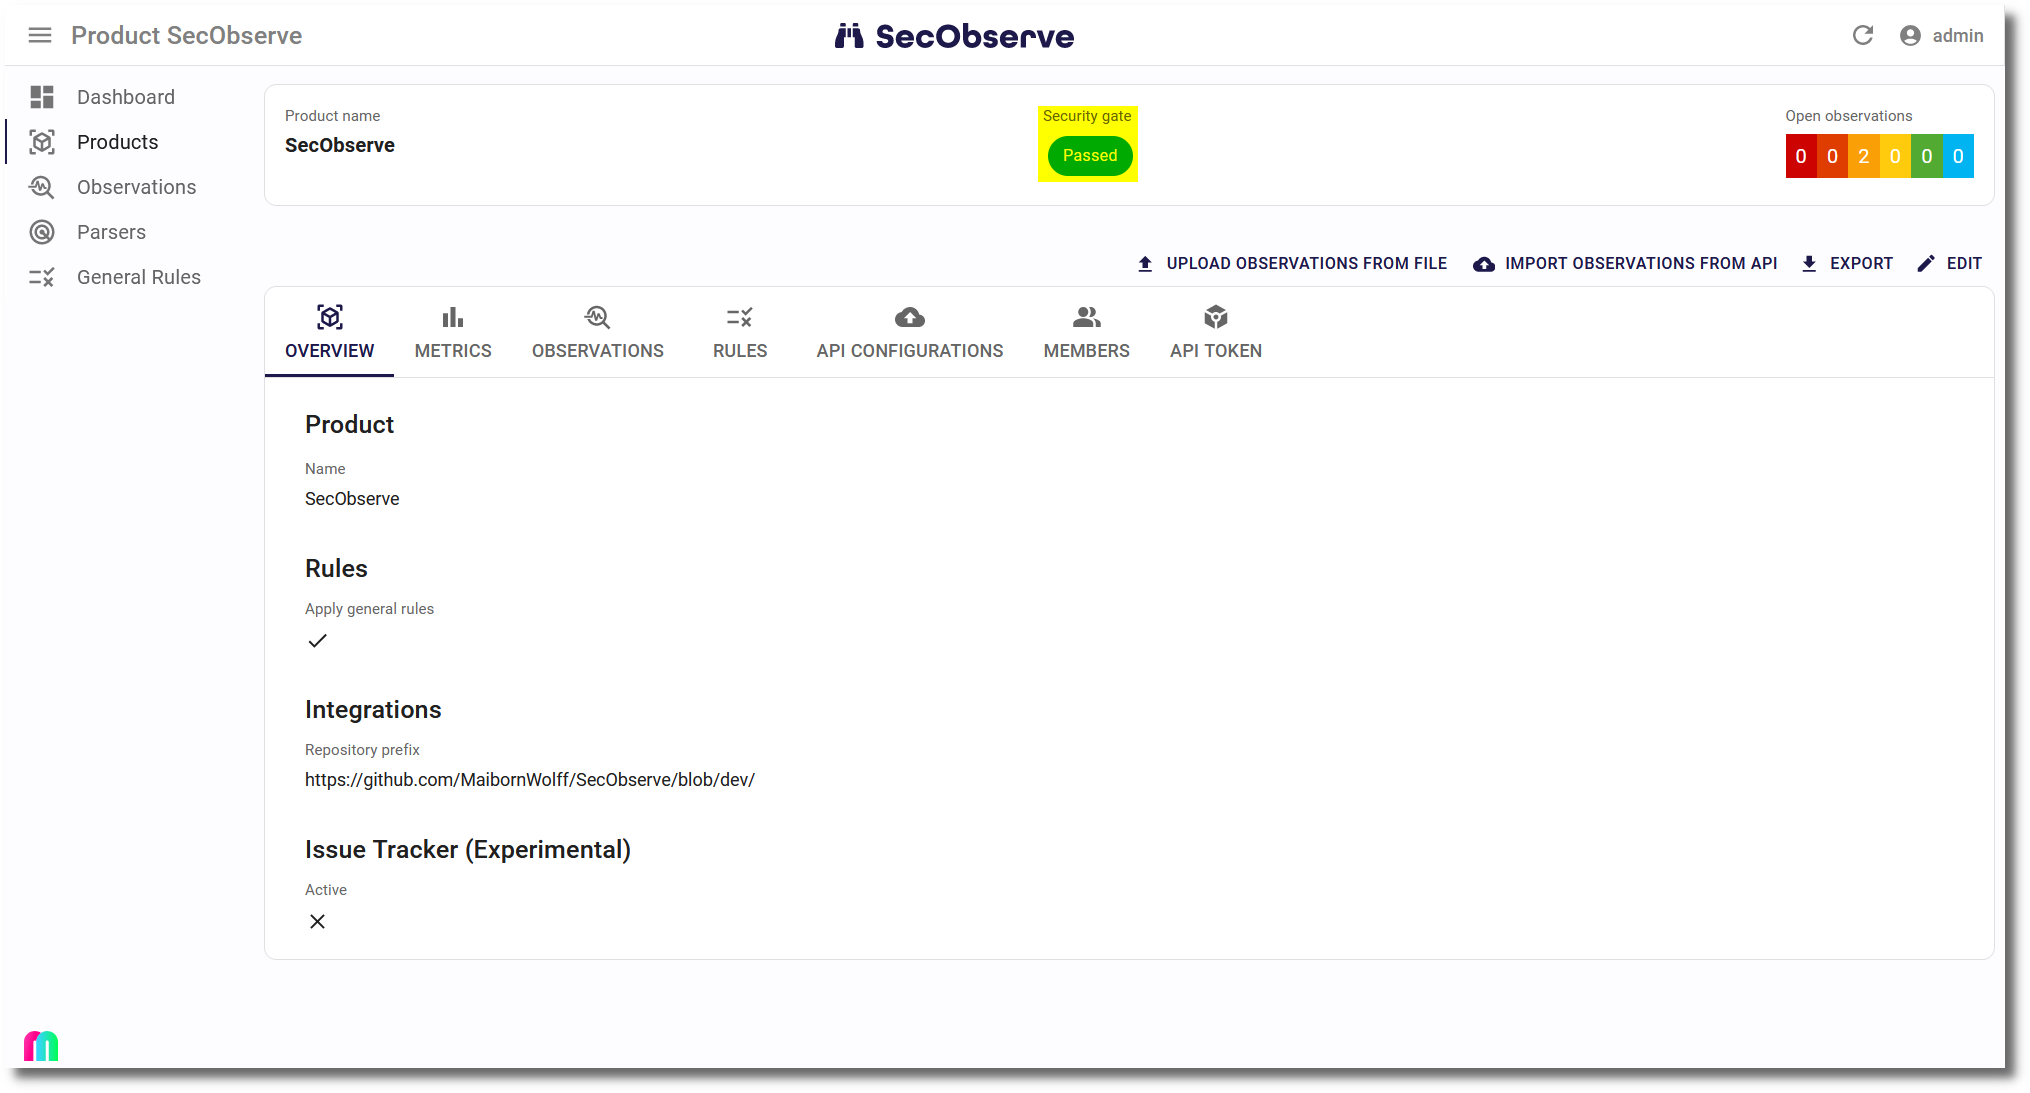 Product SecObserve
SecObserve
admin
Dashboard
Products
Observations
Parsers
General Rules
Product name
SecObserve
Security gate
Passed
Open observations
0 0 2 0 0 0
UPLOAD OBSERVATIONS FROM FILE
IMPORT OBSERVATIONS FROM API
EXPORT
EDIT
OVERVIEW
METRICS
OBSERVATIONS
RULES
API CONFIGURATIONS
MEMBERS
API TOKEN
Product
Name
SecObserve
Rules
Apply general rules
Integrations
Repository prefix
https://github.com/MaibornWolff/SecObserve/blob/dev/
Issue Tracker (Experimental)
Active